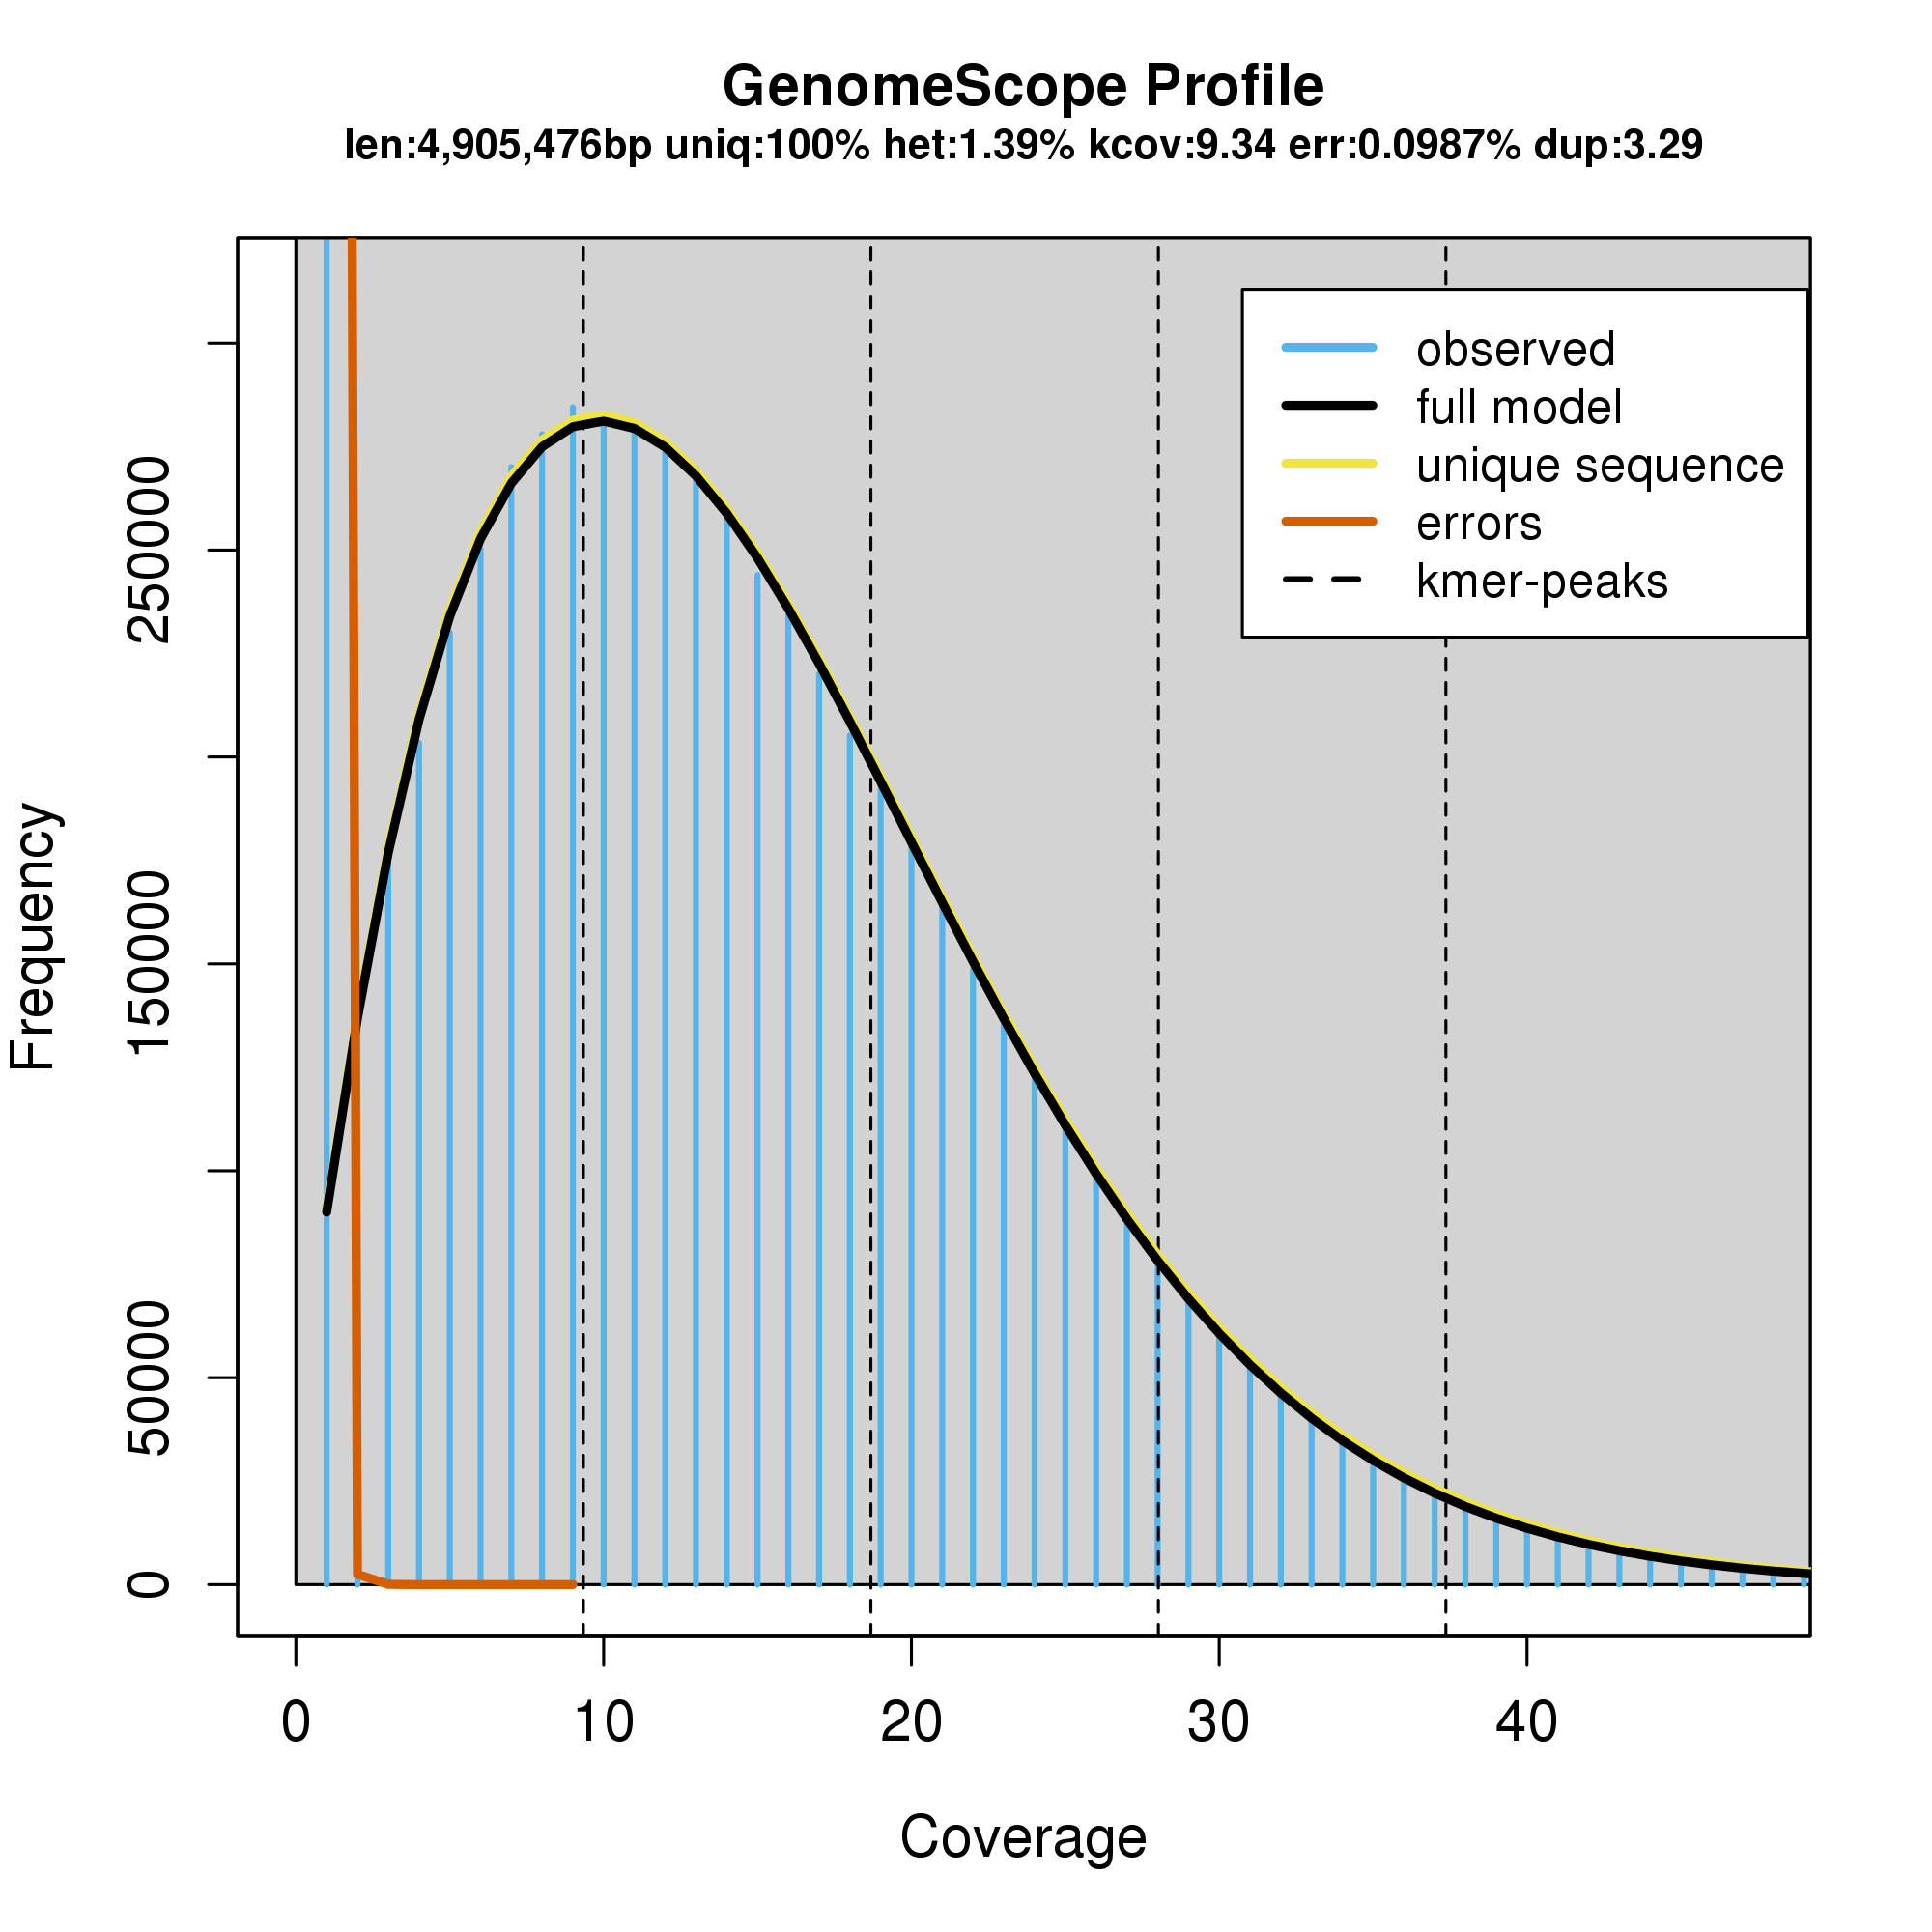 GenomeScope Profile
len:4,905,476bp uniq:100% het:1.39% kcov:9.34 err:0.0987% dup:3.29
observed
full model
unique sequence
errors
kmer-peaks
Frequency
250000
150000
50000
0
0 10 20 30 40
Coverage